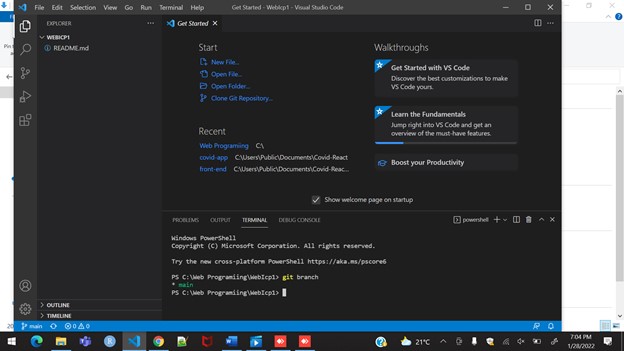 File Edit Selection View Go Run Terminal Help
Get Started - WebIcp1 - Visual Studio Code
EXPLORER
WEBICP1
README.md
OUTLINE
TIMELINE
Get Started
Start
New File...
Open File...
Open Folder...
Clone Git Repository...
Recent
Web Programiing C:\
covid-app C:\Users\Public\Documents\Covid-React
front-end C:\Users\Public\Documents\Covid-Reac...
Walkthroughs
Get Started with VS Code
Discover the best customizations to make
VS Code yours.
Learn the Fundamentals
Jump right into VS Code and get an
overview of the must-have features.
Boost your Productivity
Show welcome page on startup
PROBLEMS OUTPUT TERMINAL DEBUG CONSOLE
powershell
Windows PowerShell
Copyright (C) Microsoft Corporation. All rights reserved.
Try the new cross-platform PowerShell https://aka.ms/pscore6
PS C:\Web Programiing\WebIcp1> git branch
* main
PS C:\Web Programiing\WebIcp1>
main 0 0
21°C
7:04 PM
1/28/2022